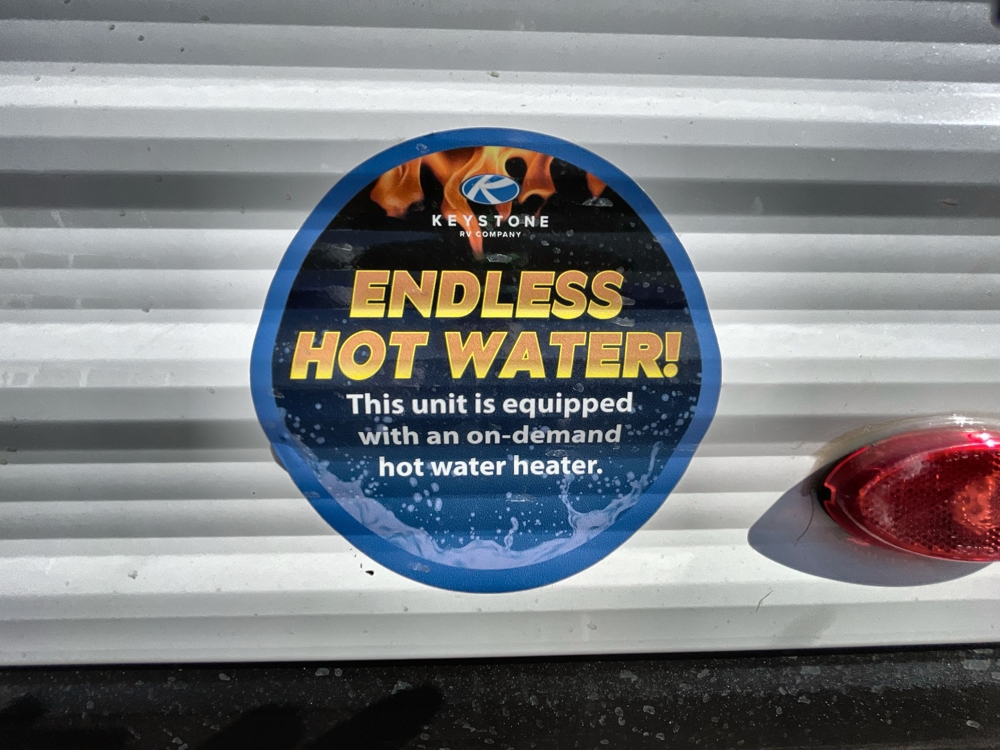 K
KEYSTONE
RV COMPANY
ENDLESS
HOT WATER!
This unit is equipped
with an on-demand
hot water heater.